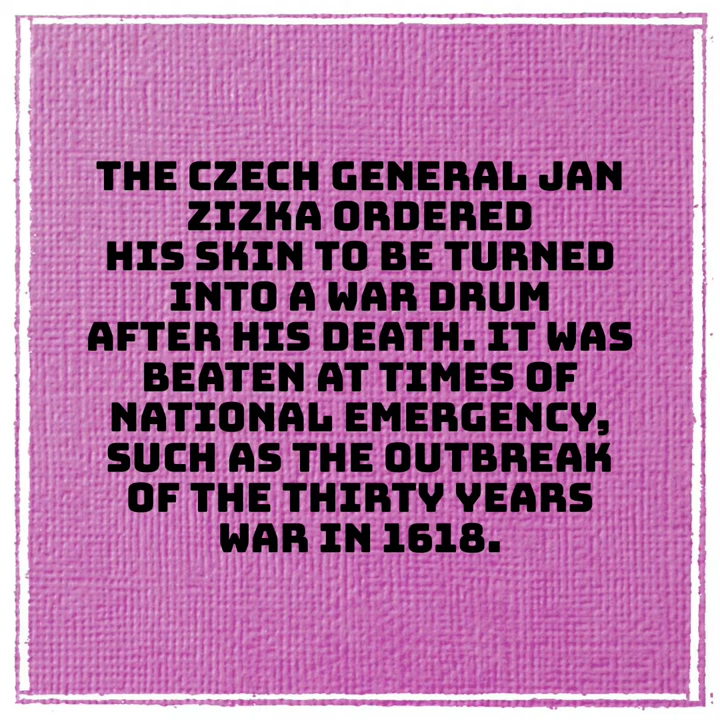 THE CZECH GENERAL JAN
ZIZKA ORDERED
HIS SKIN TO BE TURNED
INTO A WAR DRUM
AFTER HIS DEATH. IT WAS
BEATEN AT TIMES OF
NATIONAL EMERGENCY,
SUCH AS THE OUTBREAK
OF THE THIRTY YEARS
WAR IN 1618.